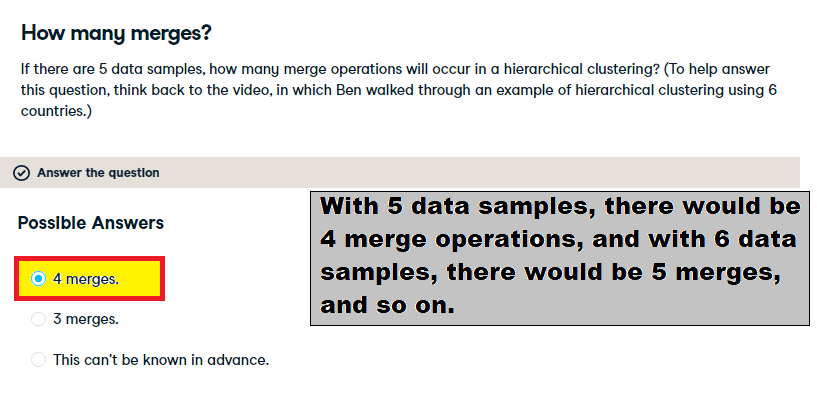 How many merges?
If there are 5 data samples, how many merge operations will occur in a hierarchical clustering? (To help answer
this question, think back to the video, in which Ben walked through an example of hierarchical clustering using 6
countries.)
Answer the question
Possible Answers
With 5 data samples, there would be
4 merge operations, and with 6 data
samples, there would be 5 merges,
and so on.
4 merges.
3 merges.
This can't be known in advance.